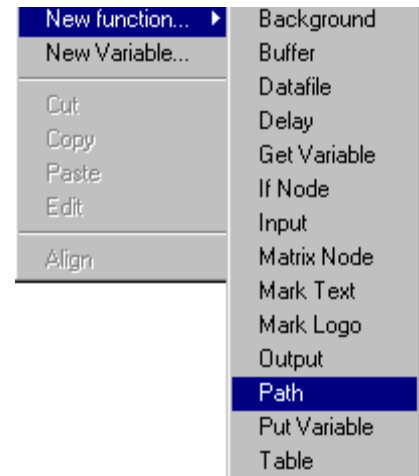 New function...
New Variable...
Cut
Copy
Paste
Edit
Align
Background
Buffer
Datafile
Delay
Get Variable
If Node
Input
Matrix Node
Mark Text
Mark Logo
Output
Path
Put Variable
Table